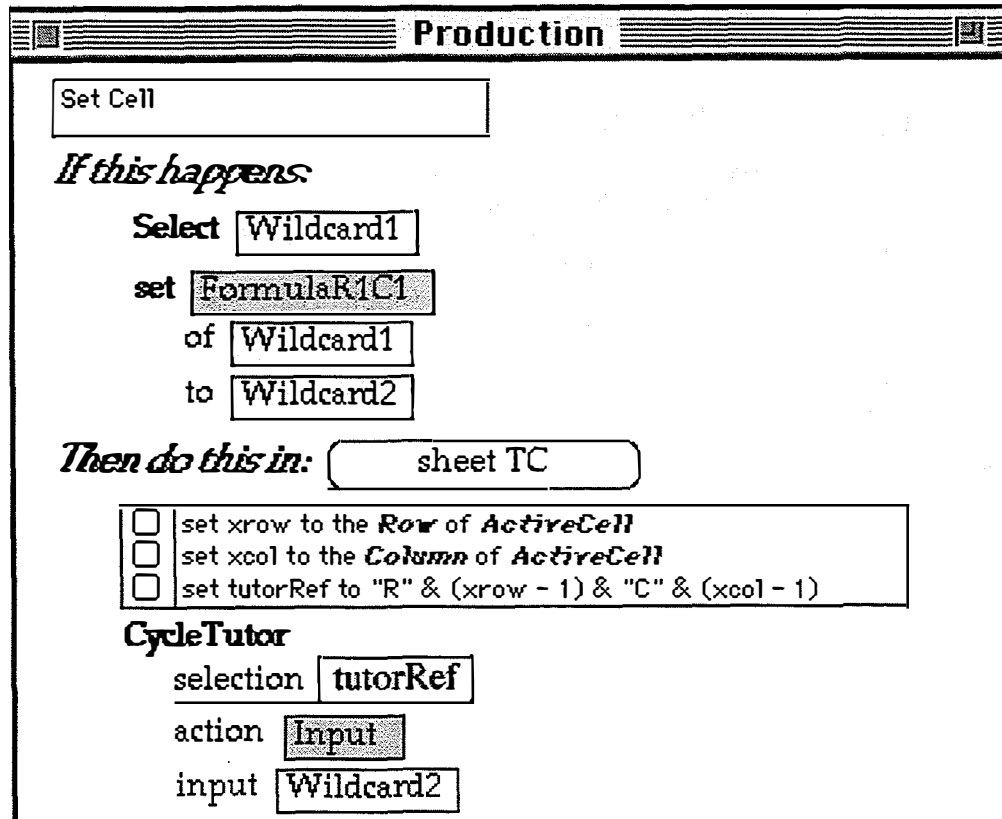 Production
Set Cell
If this happens:
Select Wildcard1
set FormulaR1C1
of Wildcard1
to Wildcard2
Then do this in: sheet TC
set xrow to the Row of ActiveCell
set xcol to the Column of ActiveCell
set tutorRef to "R" & (xrow - 1) & "C" & (xcol - 1)
CycleTutor
selection tutorRef
action Input
input Wildcard2